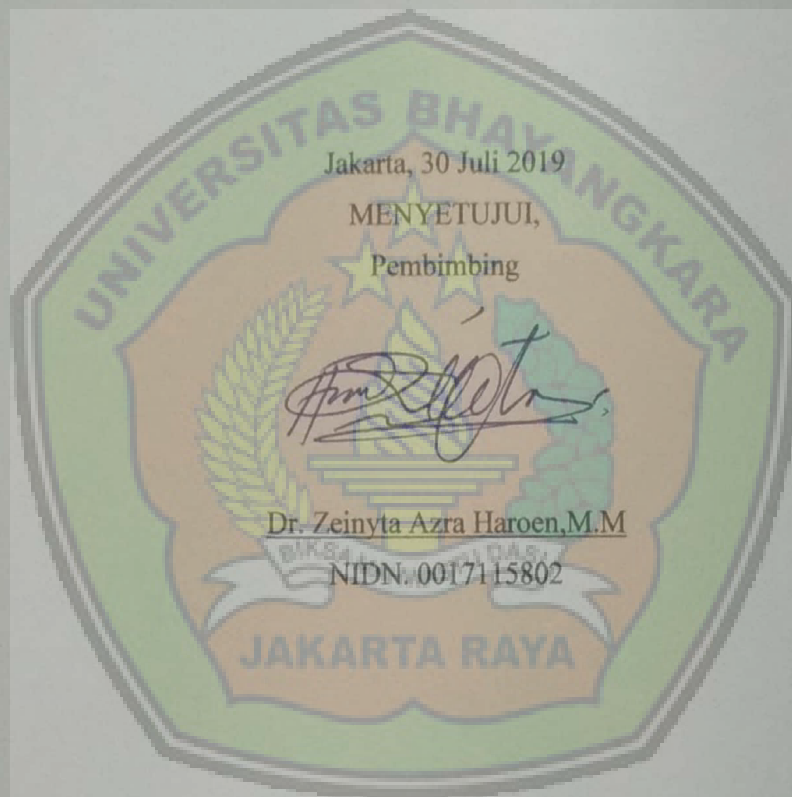 UNIVERSITAS BHAYANGKARA
Jakarta, 30 Juli 2019
MENYETUJUI,
Pembimbing
Dr. Zeinyta Azra Haroen,M.M
NIDN. 0017115802
JAKARTA RAYA